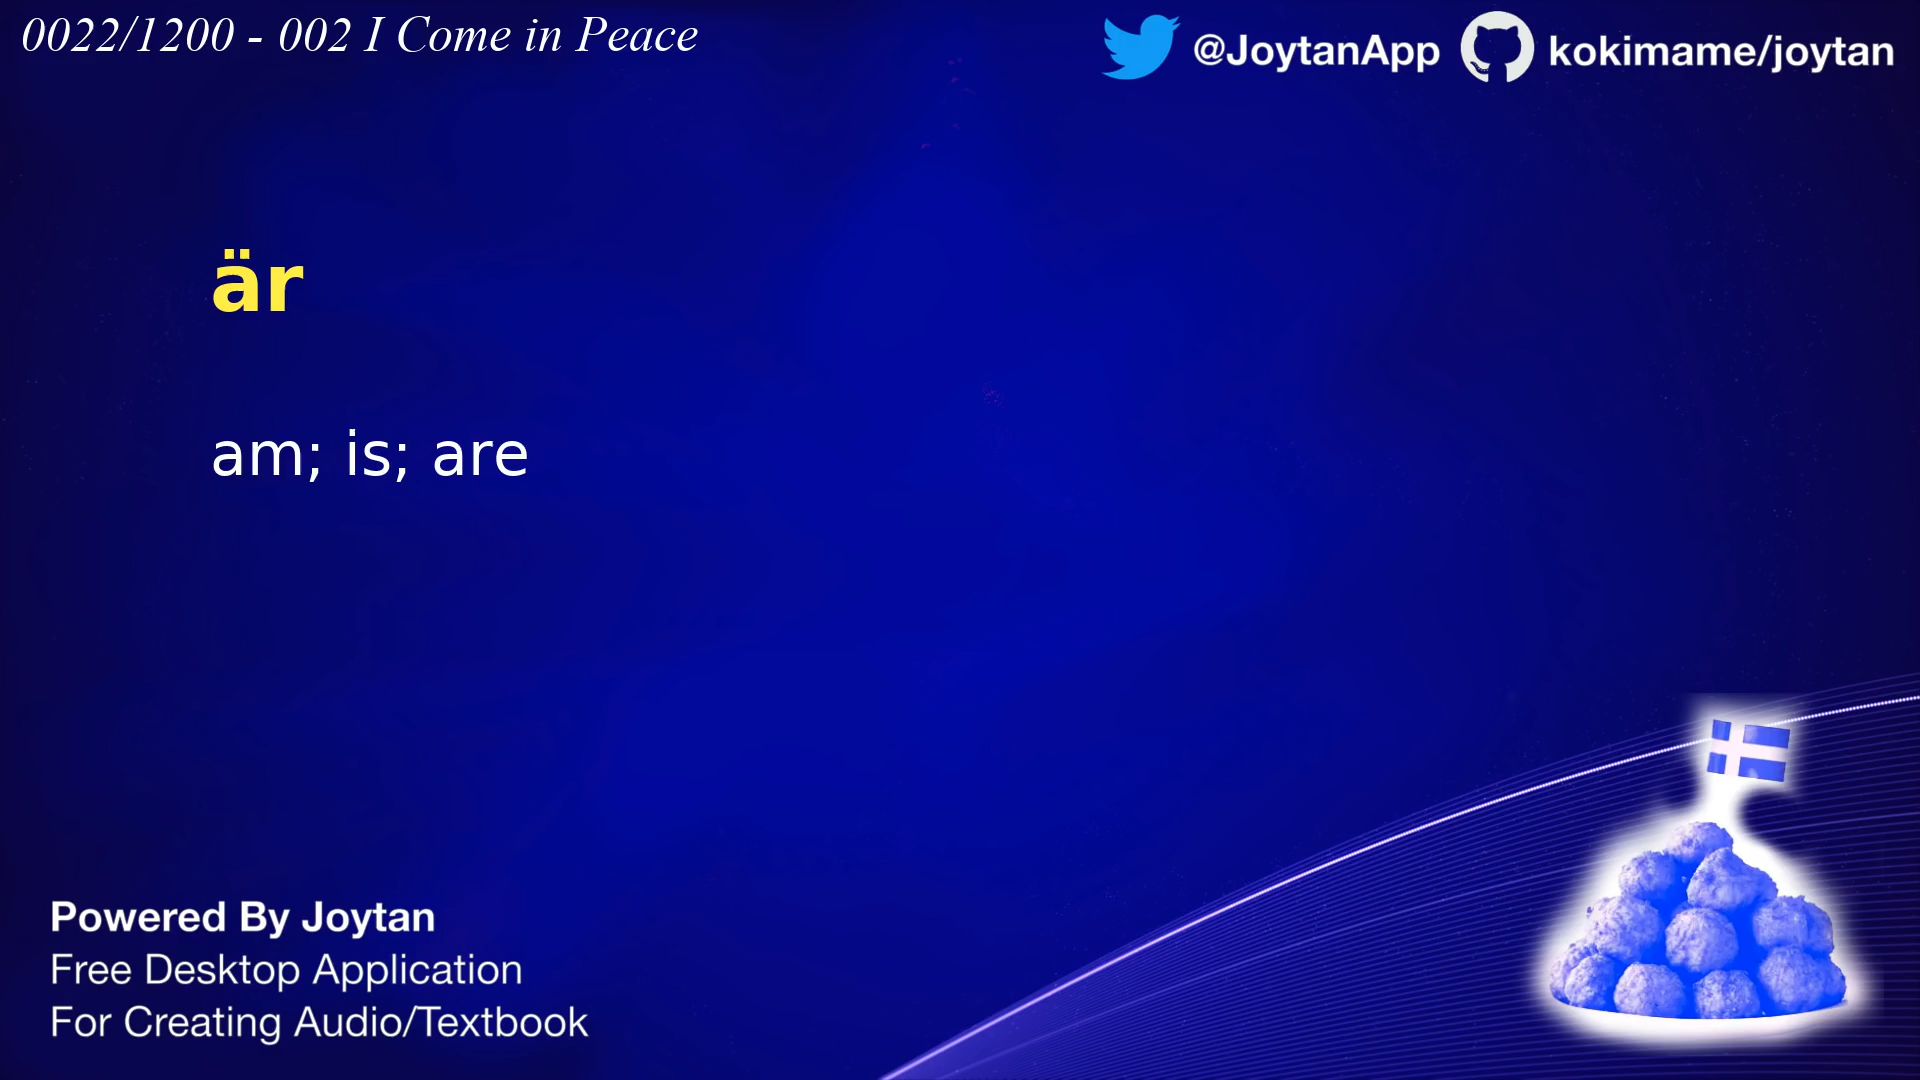 0022/1200 - 002 I Come in Peace
@JoytanApp
kokimame/joytan
är
am; is; are
Powered By Joytan
Free Desktop Application
For Creating Audio/Textbook